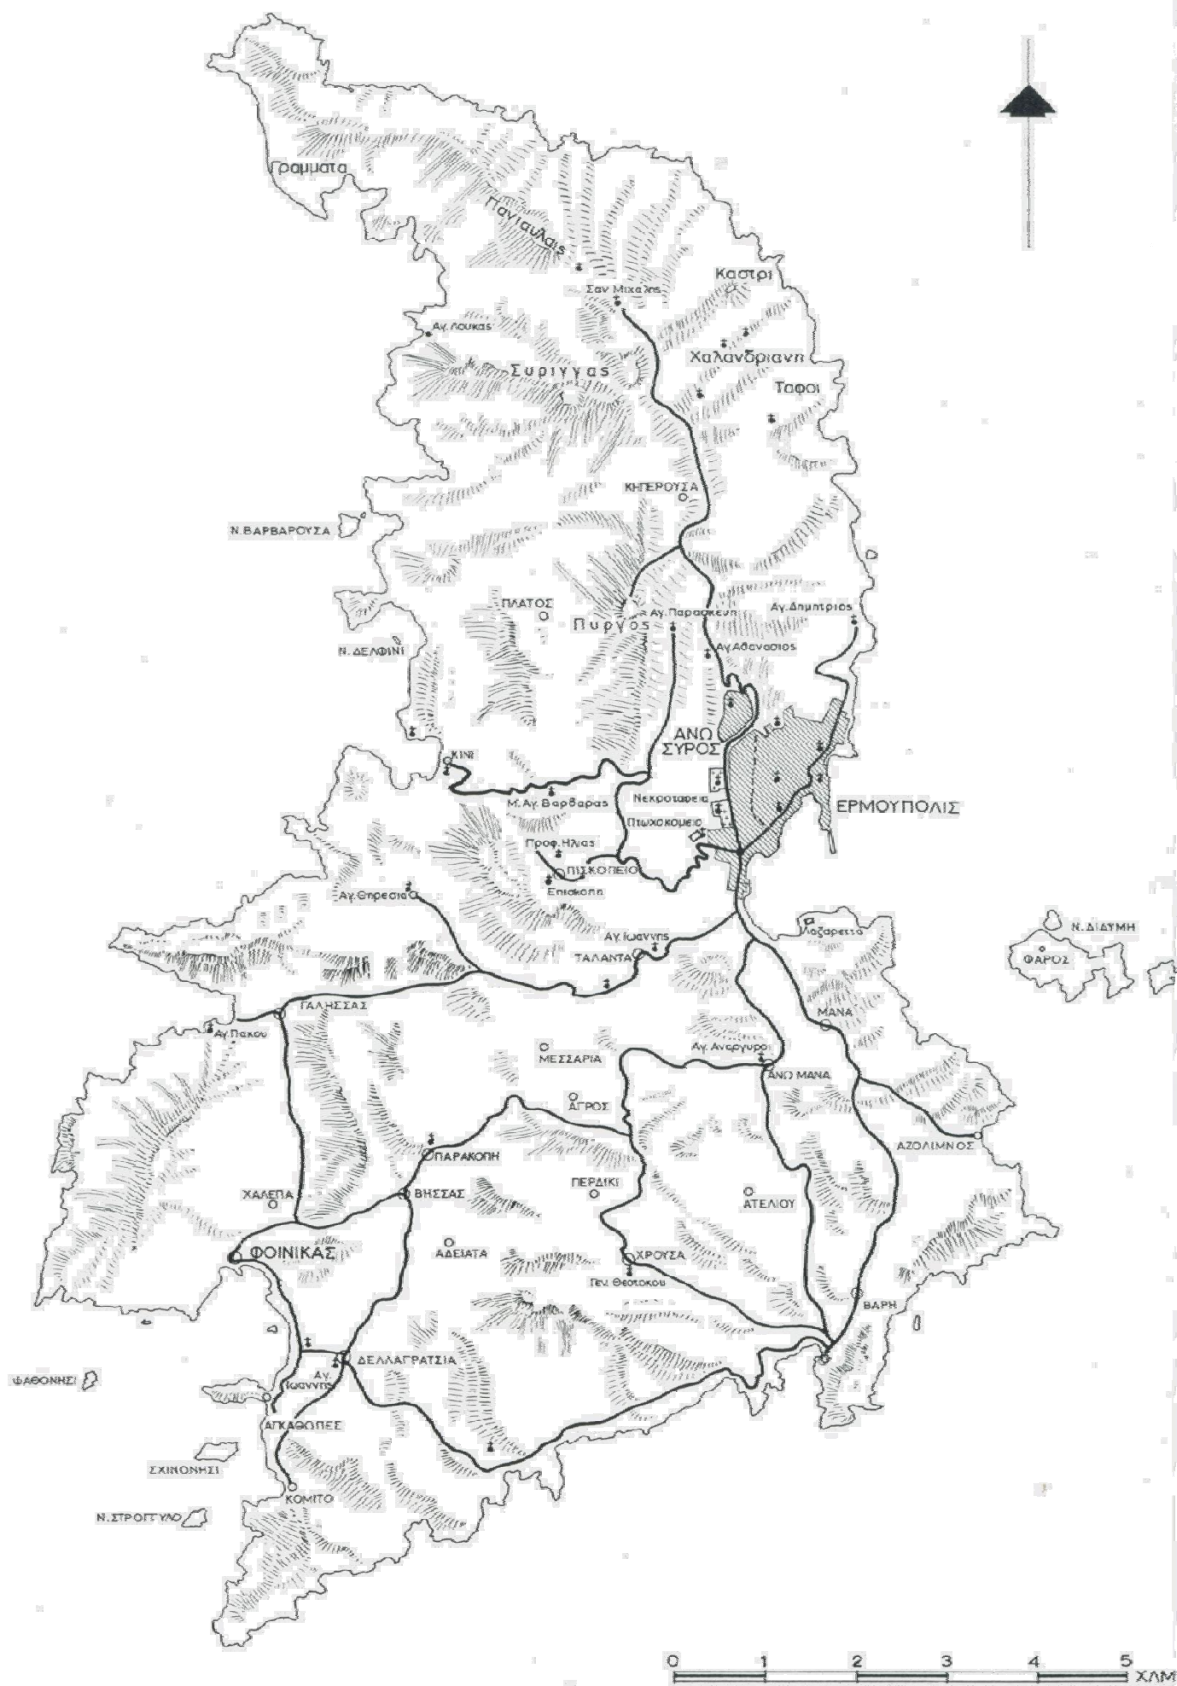 Γραμματα
Πανταυλαις
Καστρι
Σαν Μιχαλης
Αγ. Λουκας
Χαλανδριανη
Συριγγας
Ταφοι
ΚΗΠΕΡΟΥΣΑ
Ν. ΒΑΡΒΑΡΟΥΣΑ
ΠΛΑΤΟΣ
Αγ. Παρασκευη
Αγ. Δημητριος
Πυργος
Ν. ΔΕΛΦΙΝΙ
Αγ Αθανασιος
ΑΝΩ
ΣΥΡΟΣ
ΚΙΝΙ
Μ. Αγ. Βαρβαρας
Νεκροταφεια
ΕΡΜΟΥΠΟΛΙΣ
Πτωχοκομειο
Προφ. Ηλιας
ΠΙΣΚΟΠΕΙΟ
Επισκοπη
Αγ. Θηρεσια
Λαζαρεττα
Ν. ΔΙΔΥΜΗ
Αγ. Ιωαννης
ΤΑΛΑΝΤΑ
ΦΑΡΟΣ
ΓΑΛΗΣΣΑΣ
ΜΑΝΑ
Αγ. Πακου
ΜΕΣΣΑΡΙΑ
Αγ. Αναργυροι
ΑΝΩ ΜΑΝΑ
ΑΓΡΟΣ
ΑΖΟΛΙΜΝΟΣ
ΠΑΡΑΚΟΠΗ
ΧΑΛΕΠΑ
ΒΗΣΣΑΣ
ΠΕΡΔΙΚΙ
ΑΤΕΛΙΟΥ
ΦΟΙΝΙΚΑΣ
ΑΔΕΙΑΤΑ
ΧΡΟΥΣΑ
Γεν. Θεοτοκου
ΒΑΡΗ
ΔΕΛΛΑΓΡΑΤΣΙΑ
ΨΑΘΟΝΗΣΙ
Αγ.
Ιωαννης
ΑΓΚΑΘΩΠΕΣ
ΣΧΙΝΟΝΗΣΙ
ΚΟΜΙΤΟ
Ν. ΣΤΡΟΓΓΥΛΟ
0 1 2 3 4 5 ΧΛΜ